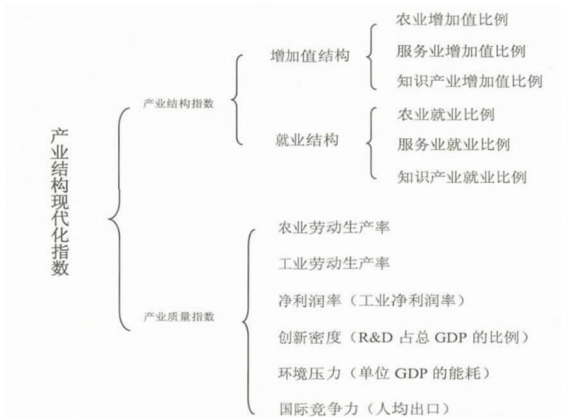 产业结构现代化指数
产业结构指数
增加值结构
农业增加值比例
服务业增加值比例
知识产业增加值比例
就业结构
农业就业比例
服务业就业比例
知识产业就业比例
产业质量指数
农业劳动生产率
工业劳动生产率
净利润率（工业净利润率）
创新密度（R&D 占总 GDP 的比例）
环境压力（单位 GDP 的能耗）
国际竞争力（人均出口）